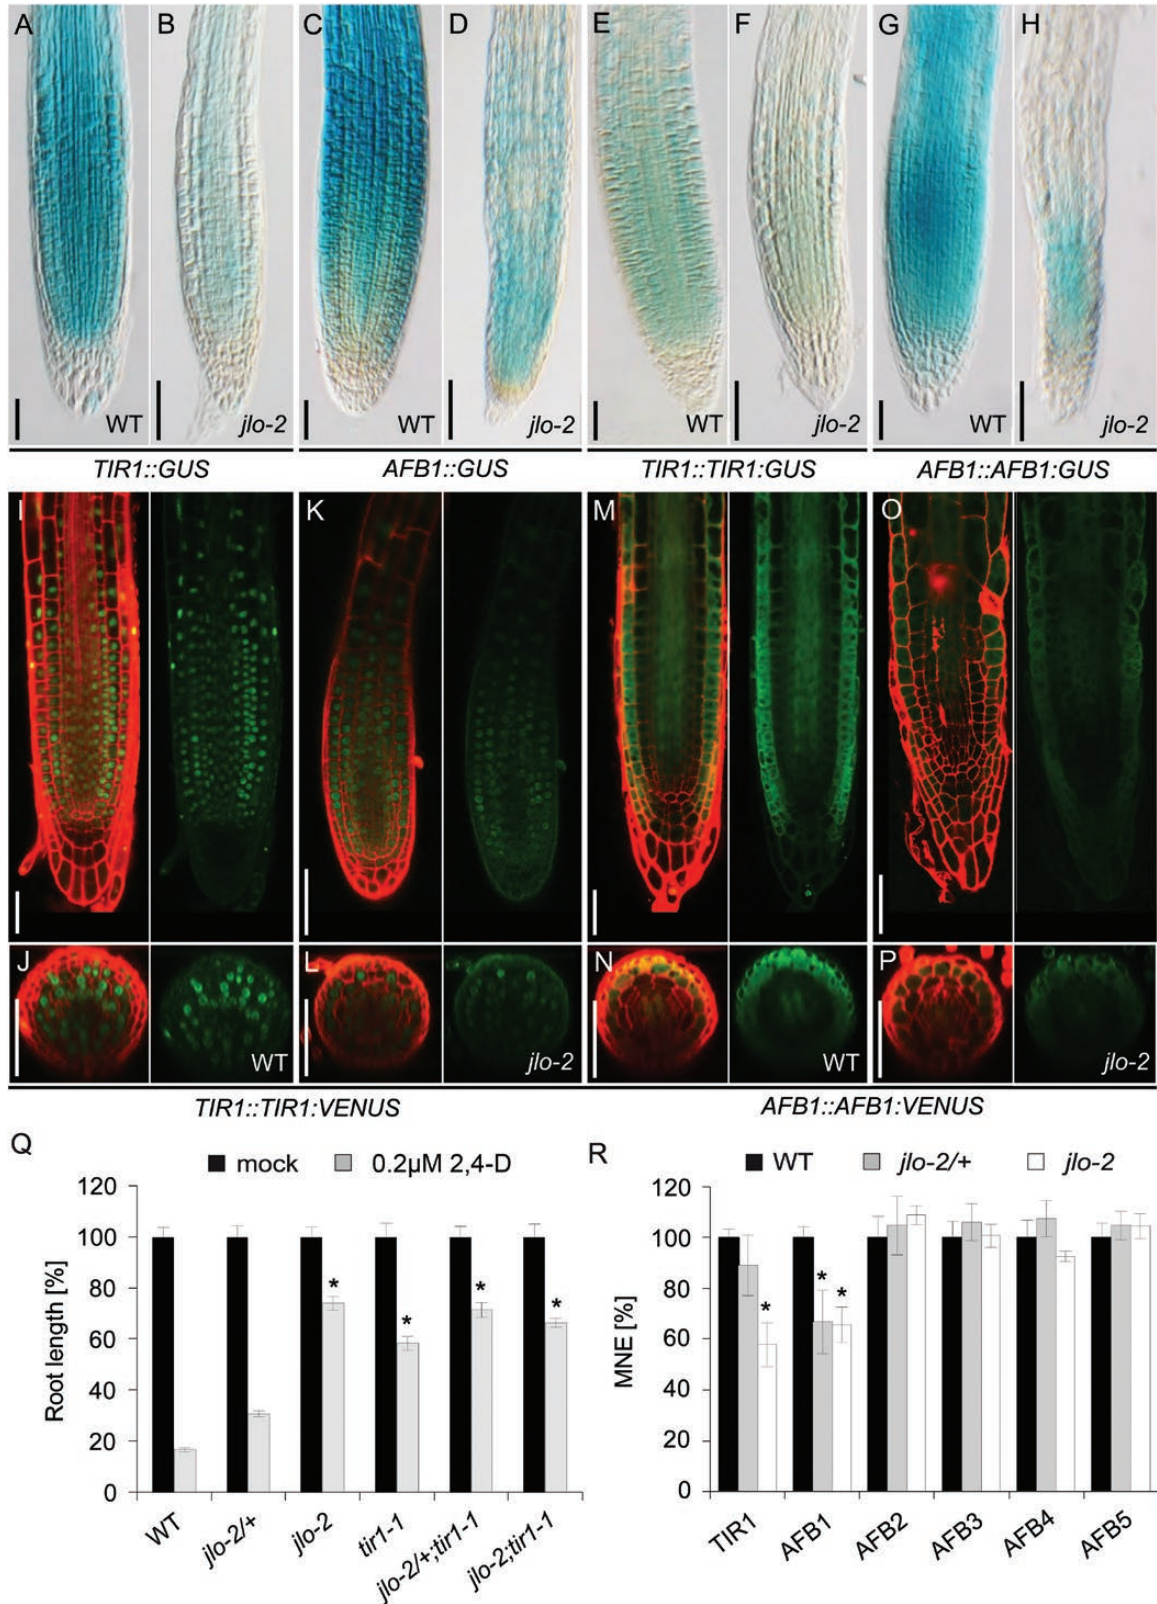 A B C D E F G H
WT jlo-2 WT jlo-2 WT jlo-2 WT jlo-2
TIR1::GUS AFB1::GUS TIR1::TIR1:GUS AFB1::AFB1:GUS
I K M O
J L N P
WT jlo-2 WT jlo-2
TIR1::TIR1:VENUS AFB1::AFB1:VENUS
Q
mock 0.2µM 2,4-D
Root length [%]
120
100
80
60
40
20
0
* * * *
WT jlo-2/+ jlo-2 tir1-1 jlo-2/+;tir1-1 jlo-2;tir1-1
R
WT jlo-2/+ jlo-2
MNE [%]
120
100
80
60
40
20
0
* * *
TIR1 AFB1 AFB2 AFB3 AFB4 AFB5